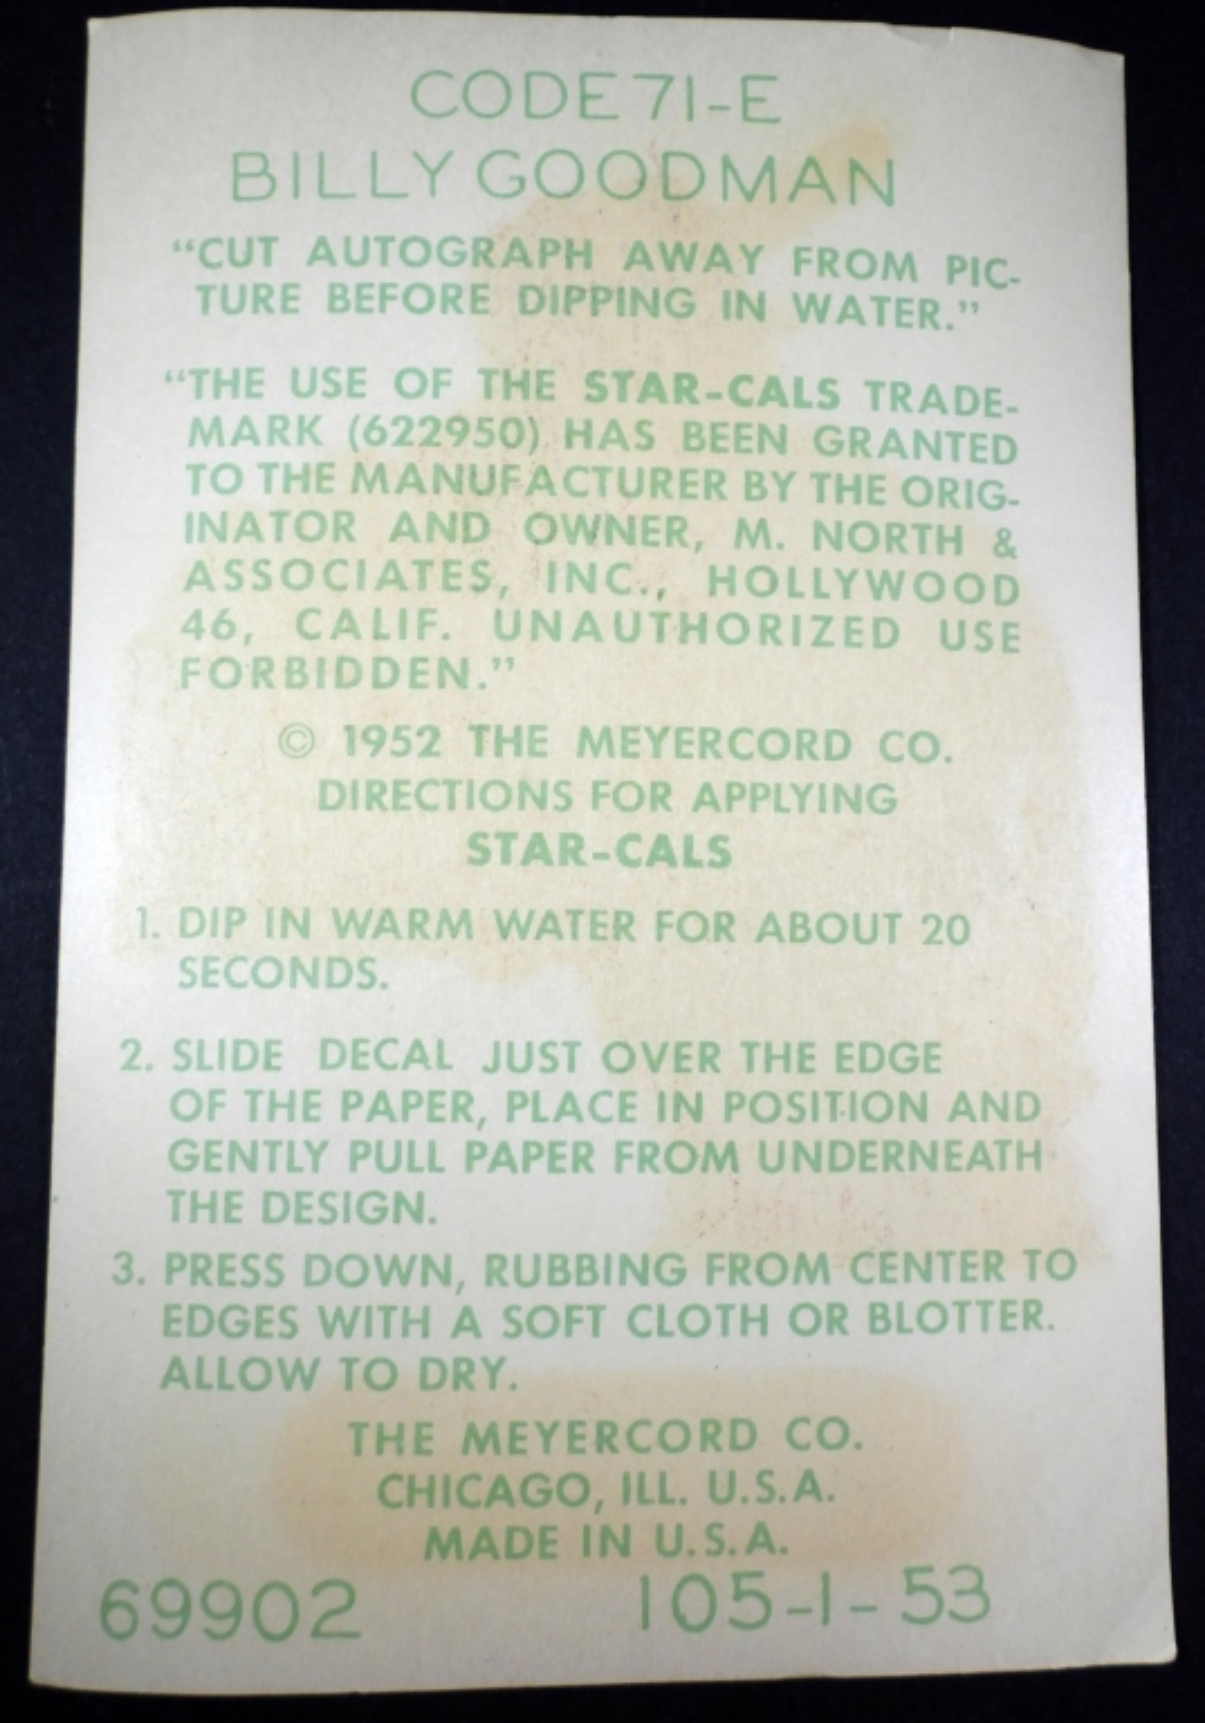 CODE 71-E
BILLY GOODMAN
“CUT AUTOGRAPH AWAY FROM PIC-
TURE BEFORE DIPPING IN WATER.”
“THE USE OF THE STAR-CALS TRADE-
MARK (622950) HAS BEEN GRANTED
TO THE MANUFACTURER BY THE ORIG-
INATOR AND OWNER, M. NORTH &
ASSOCIATES, INC., HOLLYWOOD
46, CALIF. UNAUTHORIZED USE
FORBIDDEN.”
© 1952 THE MEYERCORD CO.
DIRECTIONS FOR APPLYING
STAR-CALS
1. DIP IN WARM WATER FOR ABOUT 20
SECONDS.
2. SLIDE DECAL JUST OVER THE EDGE
OF THE PAPER, PLACE IN POSITION AND
GENTLY PULL PAPER FROM UNDERNEATH
THE DESIGN.
3. PRESS DOWN, RUBBING FROM CENTER TO
EDGES WITH A SOFT CLOTH OR BLOTTER.
ALLOW TO DRY.
THE MEYERCORD CO.
CHICAGO, ILL. U.S.A.
MADE IN U.S.A.
69902 105-1-53